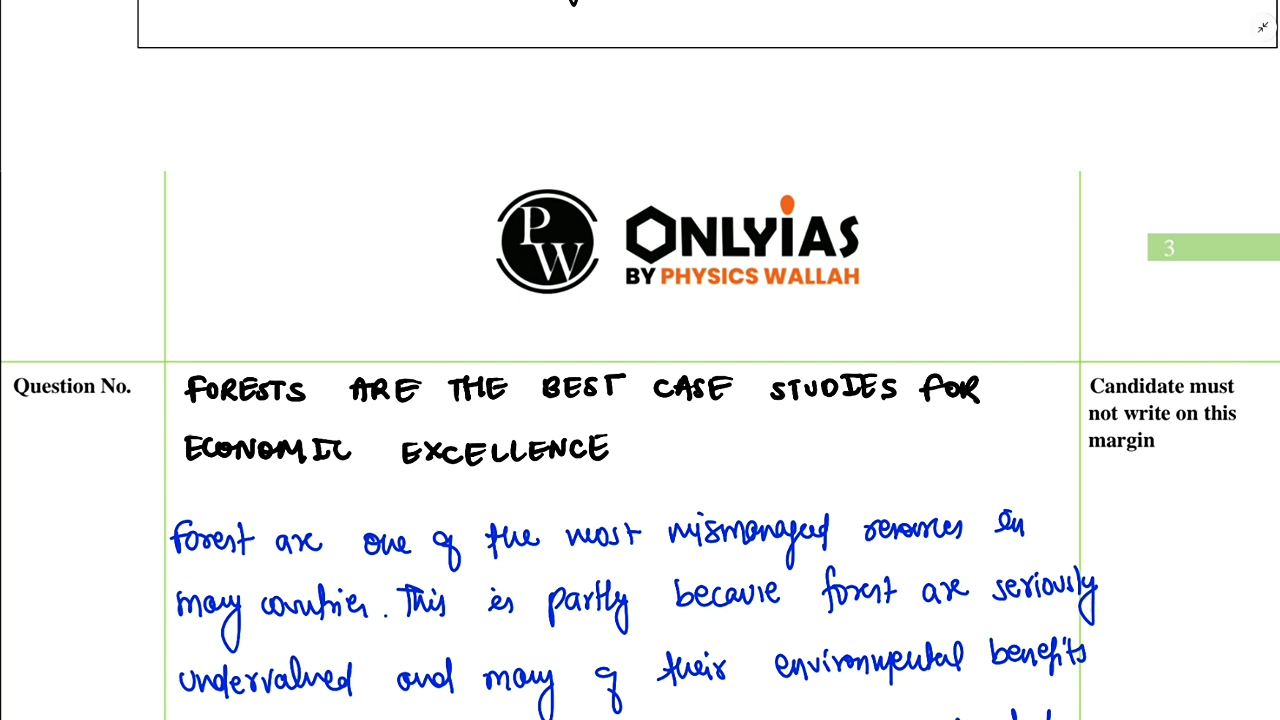 PW ONLYIAS
BY PHYSICS WALLAH
3
Question No.
FORESTS ARE THE BEST CASE STUDIES FOR
ECONOMIC EXCELLENCE
Candidate must
not write on this
margin
Forest are one of the most mismanaged resources in
many countries. This is partly because forest are seriously
undervalued and many of their environmental benefits